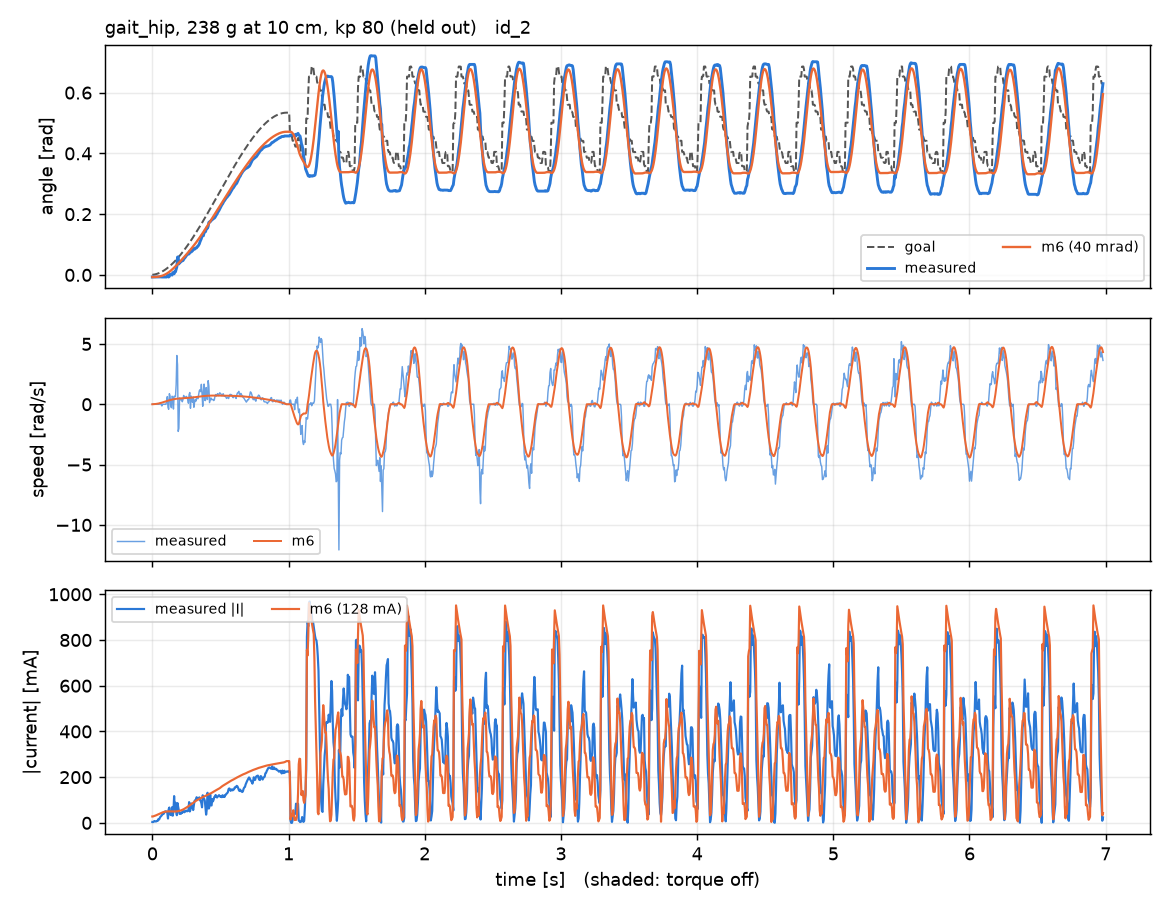 gait_hip, 238 g at 10 cm, kp 80 (held out)   id_2
0.6
0.4
0.2
0.0
angle [rad]
goal
measured
m6 (40 mrad)
5
0
−5
−10
speed [rad/s]
measured
m6
1000
800
600
400
200
0
|current| [mA]
measured |I|
m6 (128 mA)
0 1 2 3 4 5 6 7
time [s]   (shaded: torque off)